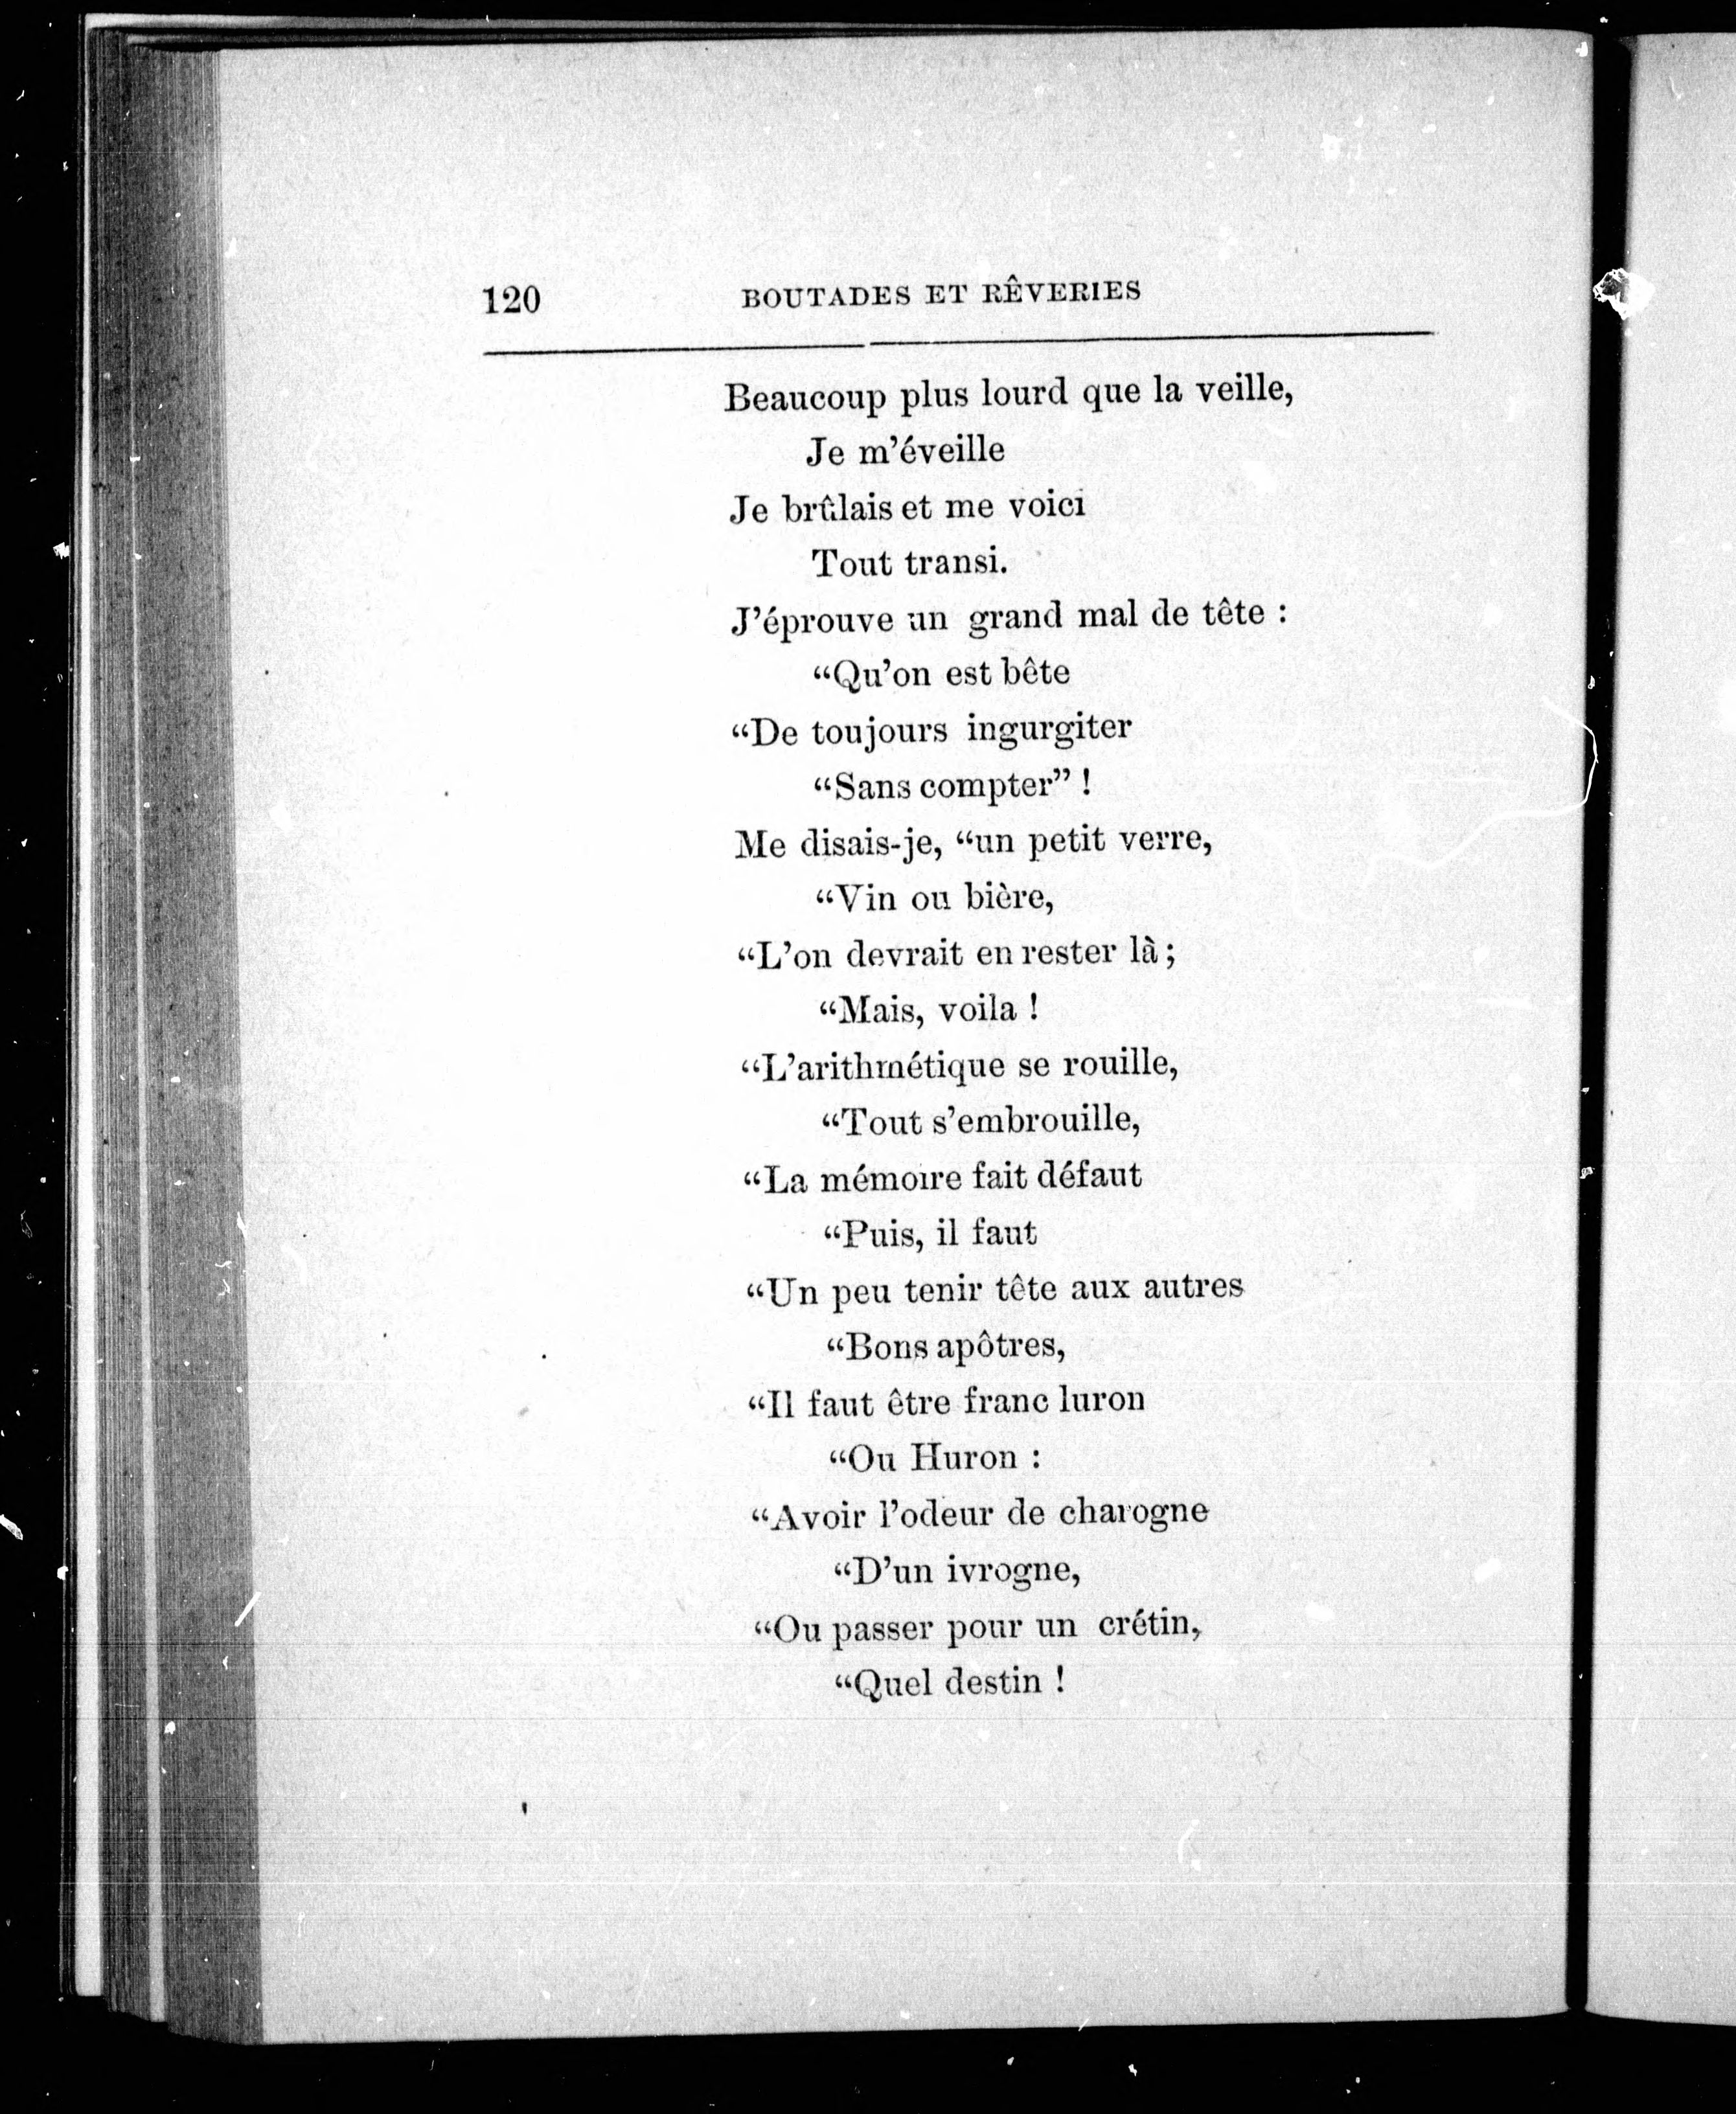 120 BOUTADES ET RÊVERIES
Beaucoup plus lourd que la veille,
Je m’éveille
Je brûlais et me voici
Tout transi.
J’éprouve un grand mal de tête :
“Qu’on est bête
“De toujours ingurgiter
“Sans compter” !
Me disais-je, “un petit verre,
“Vin ou bière,
“L’on devrait en rester là ;
“Mais, voila !
“L’arithmétique se rouille,
“Tout s’embrouille,
“La mémoire fait défaut
“Puis, il faut
“Un peu tenir tête aux autres
“Bons apôtres,
“Il faut être franc luron
“Ou Huron :
“Avoir l’odeur de charogne
“D’un ivrogne,
“Ou passer pour un crétin,
“Quel destin !